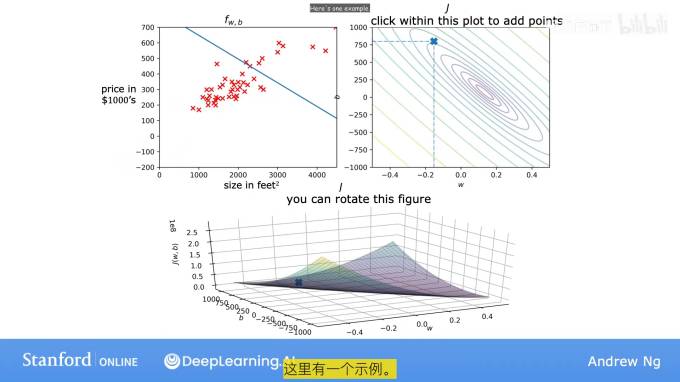 Here's one example.
f w, b
J
click within this plot to add points
bilibili
price in
$1000's
700
600
500
400
300
200
100
0
−100
−200
0 1000 2000 3000 4000
size in feet²
b
1000
750
500
250
0
−250
−500
−750
−1000
−0.4 −0.2 0.0 0.2 0.4
w
J
you can rotate this figure
1e8
J(w, b)
2.5
2.0
1.5
1.0
0.5
0.0
1000
750
500
250
0
−250
−500
−750
−1000
b
−0.4 −0.2 0.0 0.2 0.4
w
Stanford ONLINE
DeepLearning.AI
Andrew Ng
这里有一个示例。